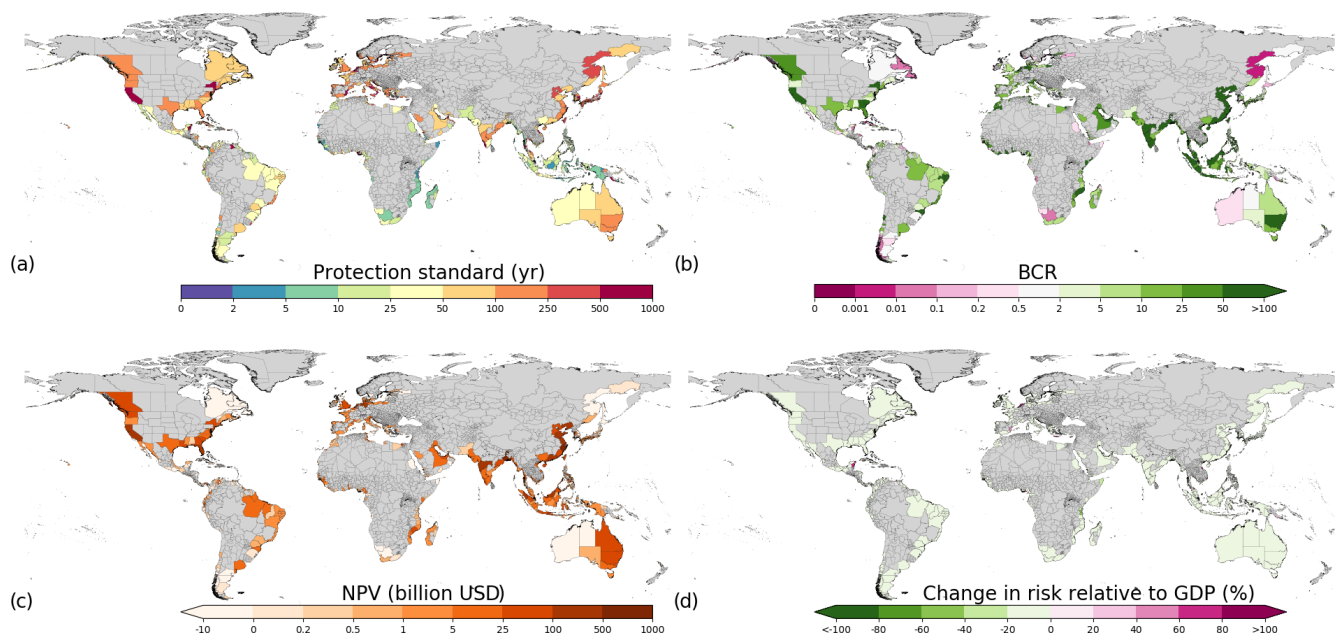 (a)
Protection standard (yr)
0 2 5 10 25 50 100 250 500 1000
(b)
BCR
0 0.001 0.01 0.1 0.2 0.5 2 5 10 25 50 >100
(c)
NPV (billion USD)
-10 0 0.2 0.5 1 5 25 100 500 1000
(d)
Change in risk relative to GDP (%)
<-100 -80 -60 -40 -20 0 20 40 60 80 >100